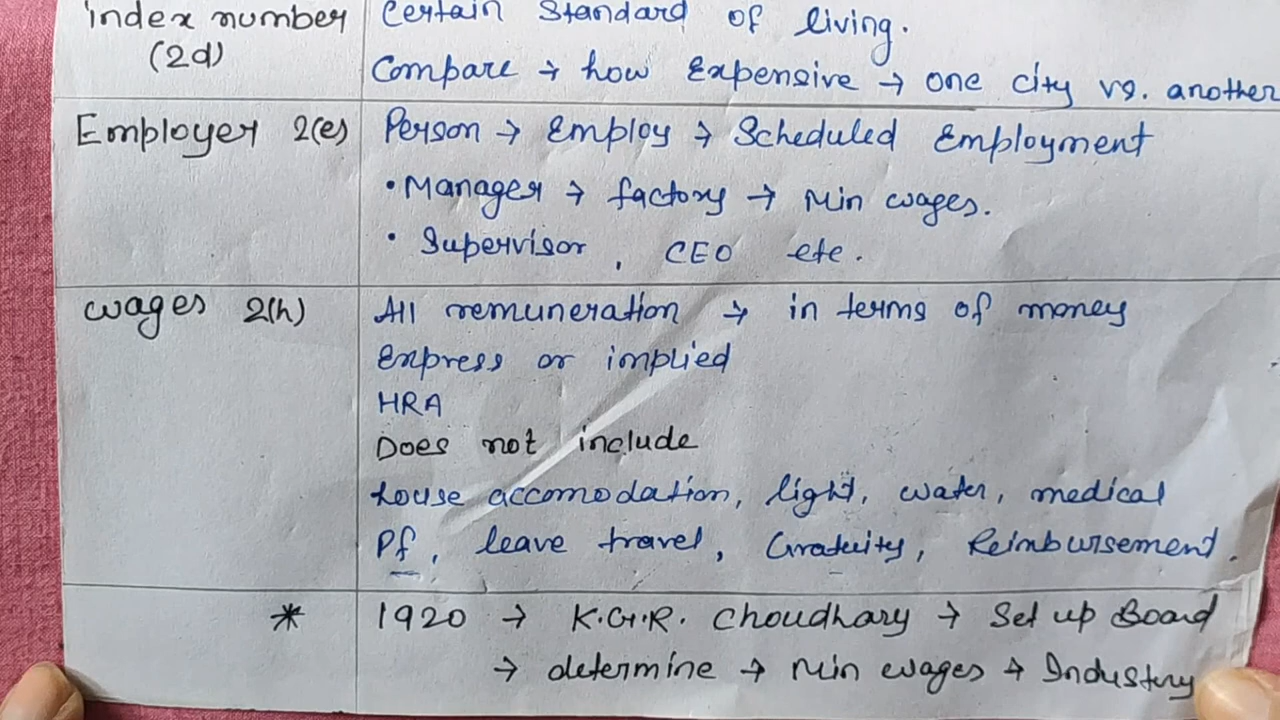 index number
(2d)
Certain Standard of living.
Compare → how Expensive → one city vs. another
Employer 2(e)
Person → Employ → Scheduled Employment
• Manager → factory → Min wages.
• Supervisor, CEO etc.
wages 2(h)
All remuneration → in terms of money
Express or implied
HRA
Does not include
house accomodation, light, water, medical
Pf, leave travel, Gratuity, Reimbursement.
* 1920 → K.G.R. Choudhary → Set up Board
→ determine → Min wages → Industry